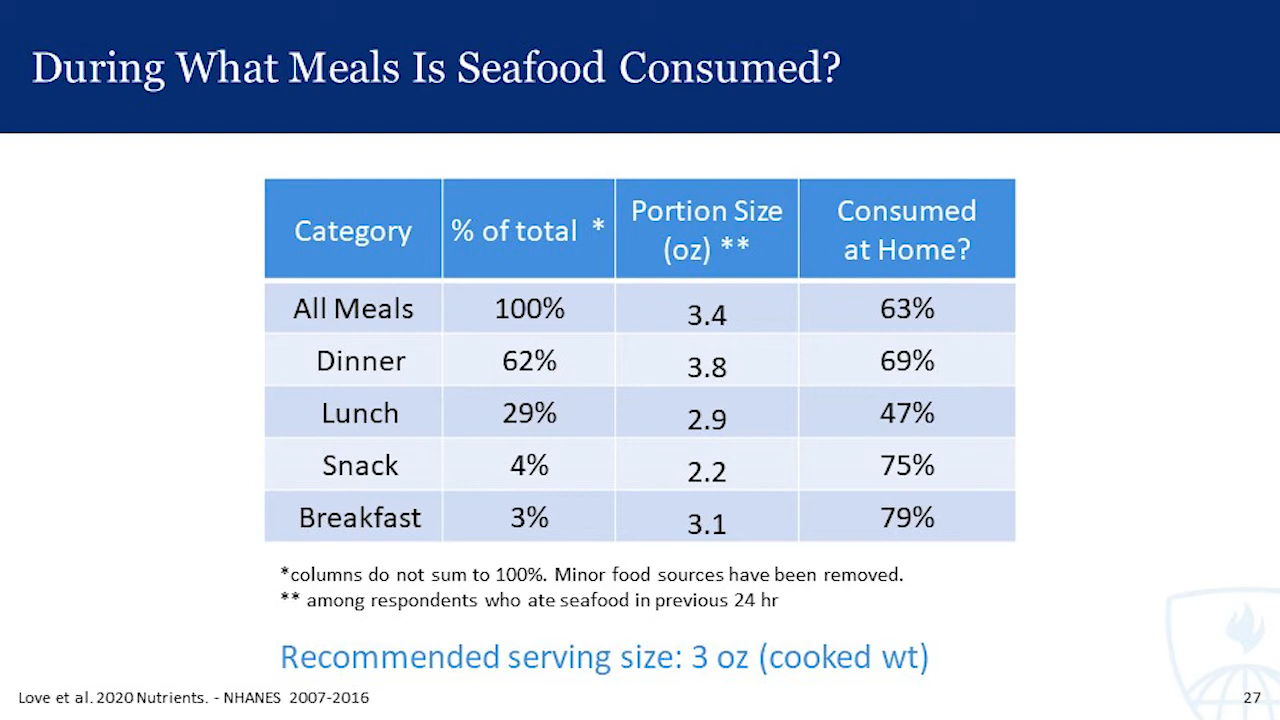 During What Meals Is Seafood Consumed?
Category % of total * Portion Size (oz) ** Consumed at Home?
All Meals 100% 3.4 63%
Dinner 62% 3.8 69%
Lunch 29% 2.9 47%
Snack 4% 2.2 75%
Breakfast 3% 3.1 79%
*columns do not sum to 100%. Minor food sources have been removed.
** among respondents who ate seafood in previous 24 hr
Recommended serving size: 3 oz (cooked wt)
Love et al. 2020 Nutrients. - NHANES 2007-2016
27